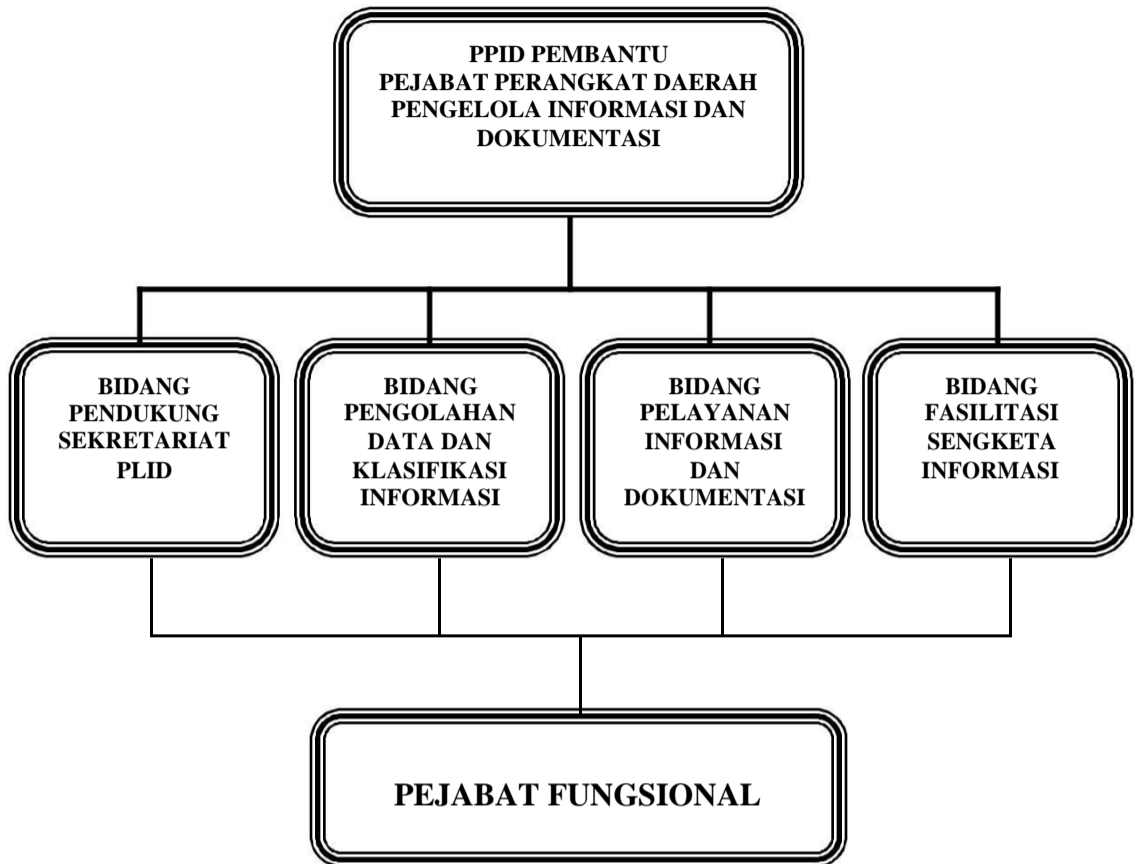 PPID PEMBANTU
PEJABAT PERANGKAT DAERAH
PENGELOLA INFORMASI DAN
DOKUMENTASI
BIDANG
PENDUKUNG
SEKRETARIAT
PLID
BIDANG
PENGOLAHAN
DATA DAN
KLASIFIKASI
INFORMASI
BIDANG
PELAYANAN
INFORMASI
DAN
DOKUMENTASI
BIDANG
FASILITASI
SENGKETA
INFORMASI
PEJABAT FUNGSIONAL